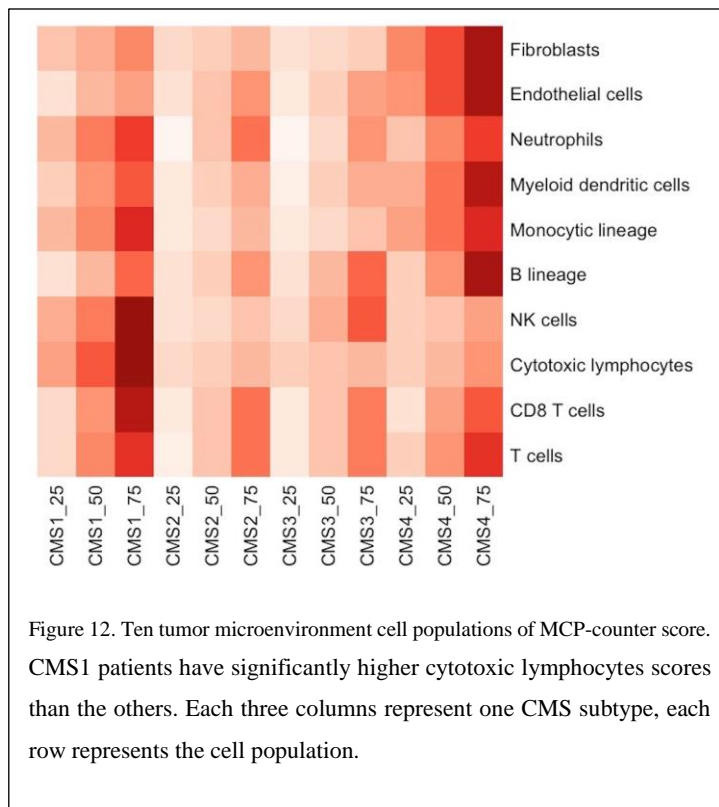 Fibroblasts
Endothelial cells
Neutrophils
Myeloid dendritic cells
Monocytic lineage
B lineage
NK cells
Cytotoxic lymphocytes
CD8 T cells
T cells
CMS1_25
CMS1_50
CMS1_75
CMS2_25
CMS2_50
CMS2_75
CMS3_25
CMS3_50
CMS3_75
CMS4_25
CMS4_50
CMS4_75
Figure 12. Ten tumor microenvironment cell populations of MCP-counter score.
CMS1 patients have significantly higher cytotoxic lymphocytes scores
than the others. Each three columns represent one CMS subtype, each
row represents the cell population.